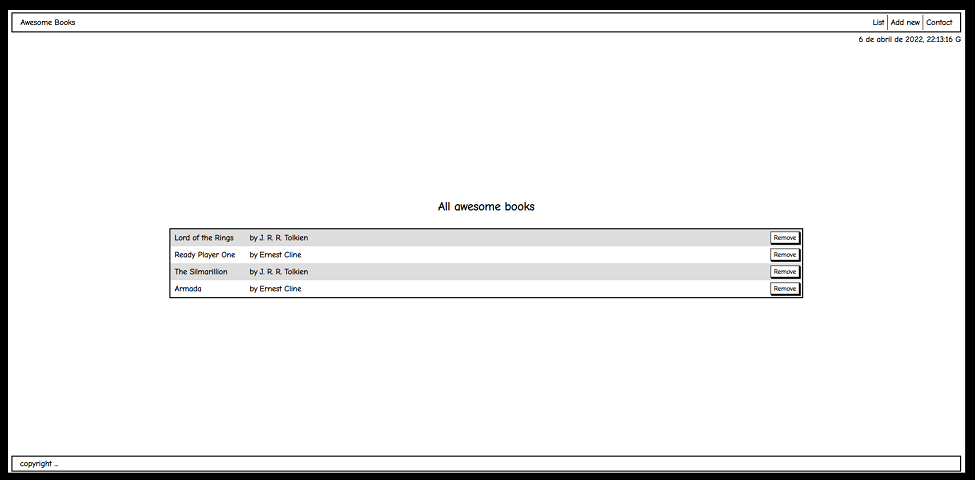 Awesome Books List Add new Contact
6 de abril de 2022, 22:13:16 G
All awesome books
Lord of the Rings by J. R. R. Tolkien Remove
Ready Player One by Ernest Cline Remove
The Silmarillion by J. R. R. Tolkien Remove
Armada by Ernest Cline Remove
copyright ..